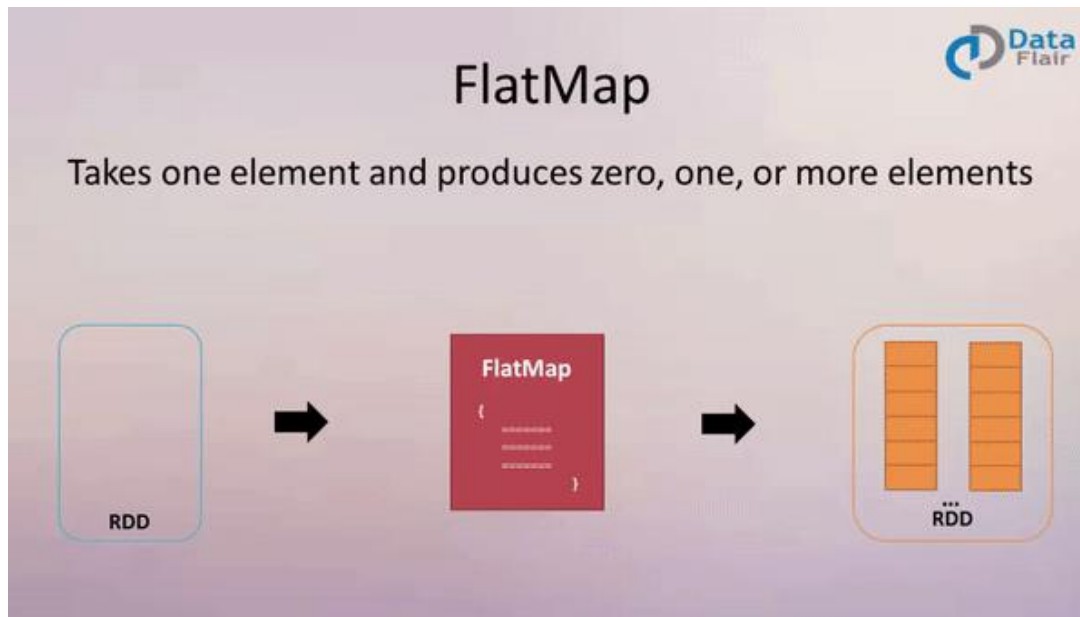 Data
Flair
FlatMap
Takes one element and produces zero, one, or more elements
FlatMap
{
=======
=======
=======
}
RDD
...
RDD